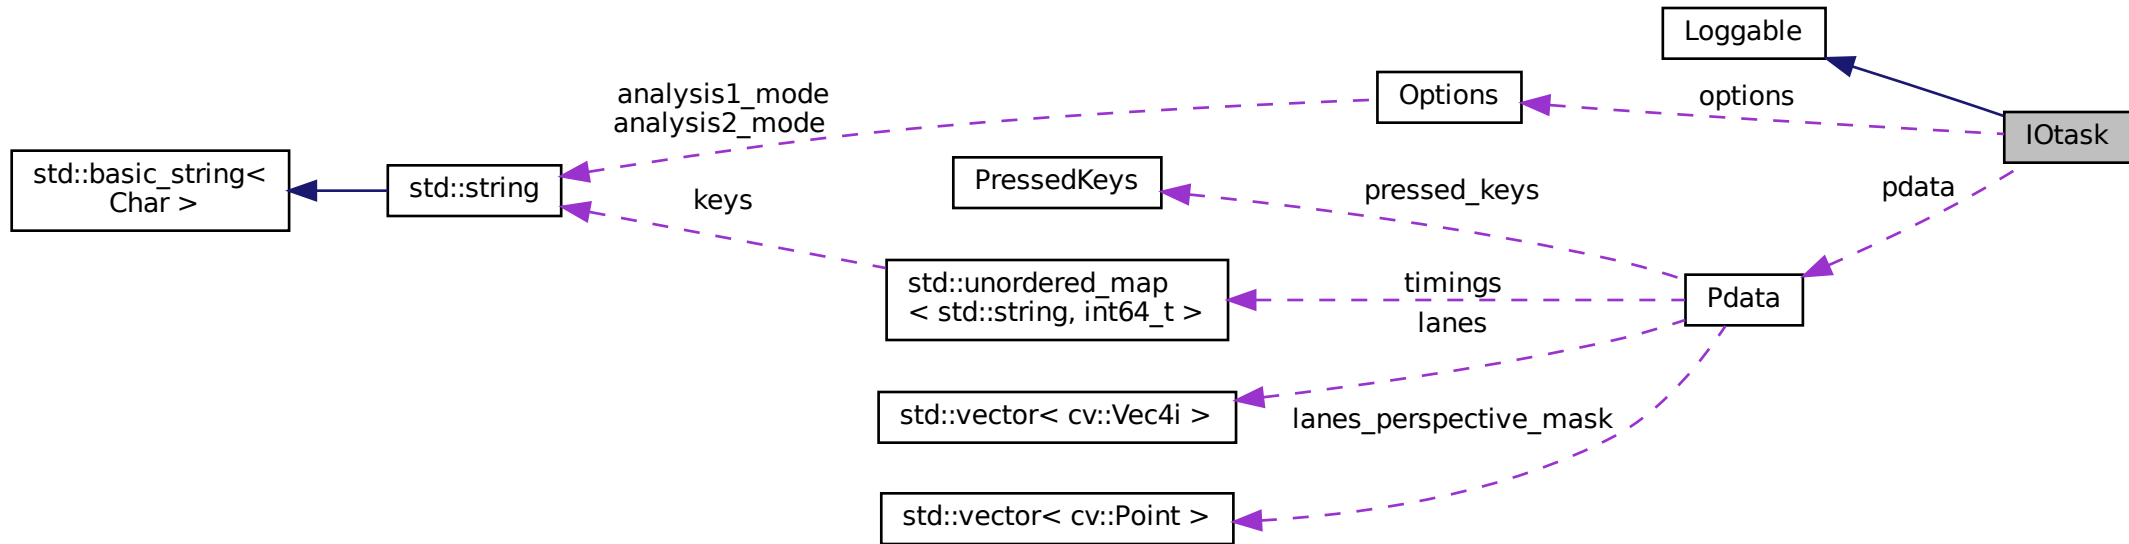 Loggable
analysis1_mode
analysis2_mode
Options
options
IOtask
std::basic_string<
Char >
std::string
keys
PressedKeys
pressed_keys
pdata
std::unordered_map
< std::string, int64_t >
timings
lanes
Pdata
std::vector< cv::Vec4i >
lanes_perspective_mask
std::vector< cv::Point >